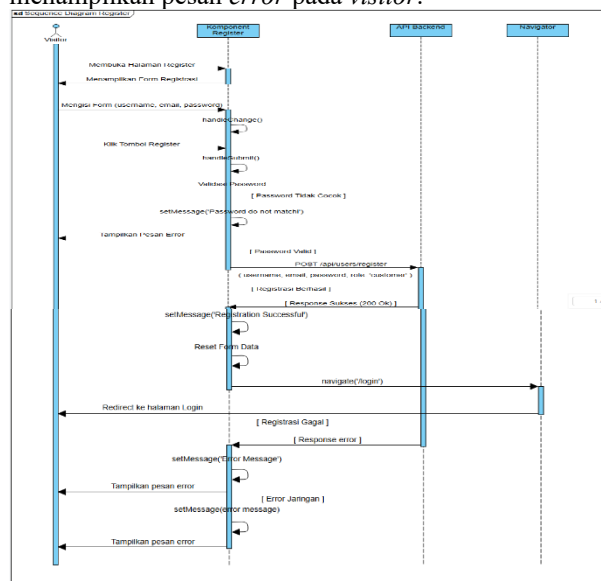 menampilkan pesan error pada visitor.
sd Sequence Diagram Register
Visitor
Komponent
Register
API Backend
Navigator
Membuka Halaman Register
Menampilkan Form Registrasi
Mengisi Form (username, email, password)
handleChange()
Klik Tombol Register
handleSubmit()
Validasi Password
[ Password Tidak Cocok ]
setMessage('Password do not match!')
Tampilkan Pesan Error
[ Password Valid ]
POST /api/users/register
( username, email, password, role: "customer" )
[ Registrasi Berhasil ]
[ Response Sukses (200 Ok) ]
setMessage('Registration Successful')
Reset Form Data
navigate('/login')
Redirect ke halaman Login
[ Registrasi Gagal ]
[ Response error ]
setMessage('Error Message')
Tampilkan pesan error
[ Error Jaringan ]
setMessage(error message)
Tampilkan pesan error